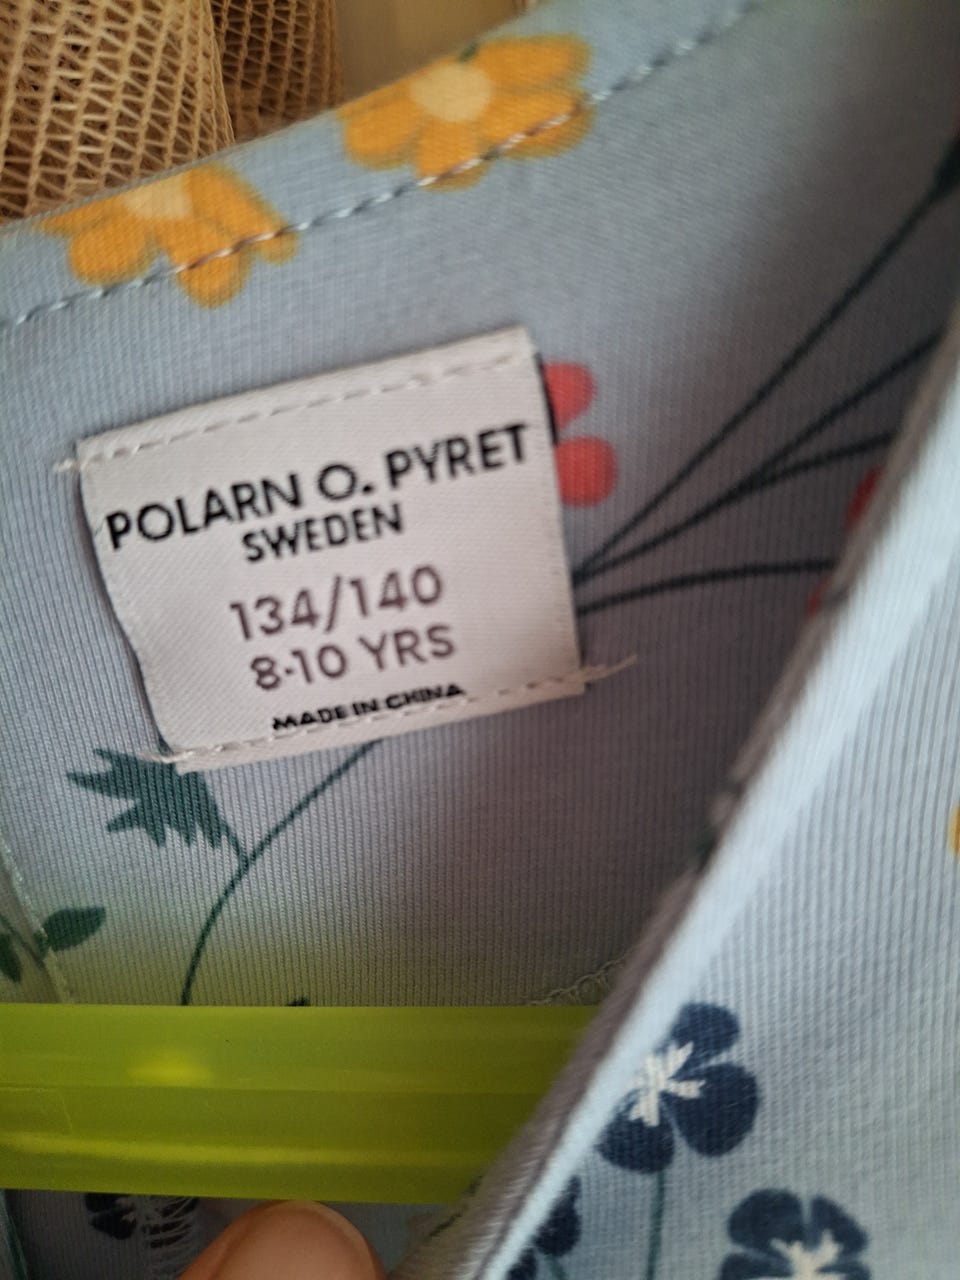 POLARN O. PYRET
SWEDEN
134/140
8-10 YRS
MADE IN CHINA